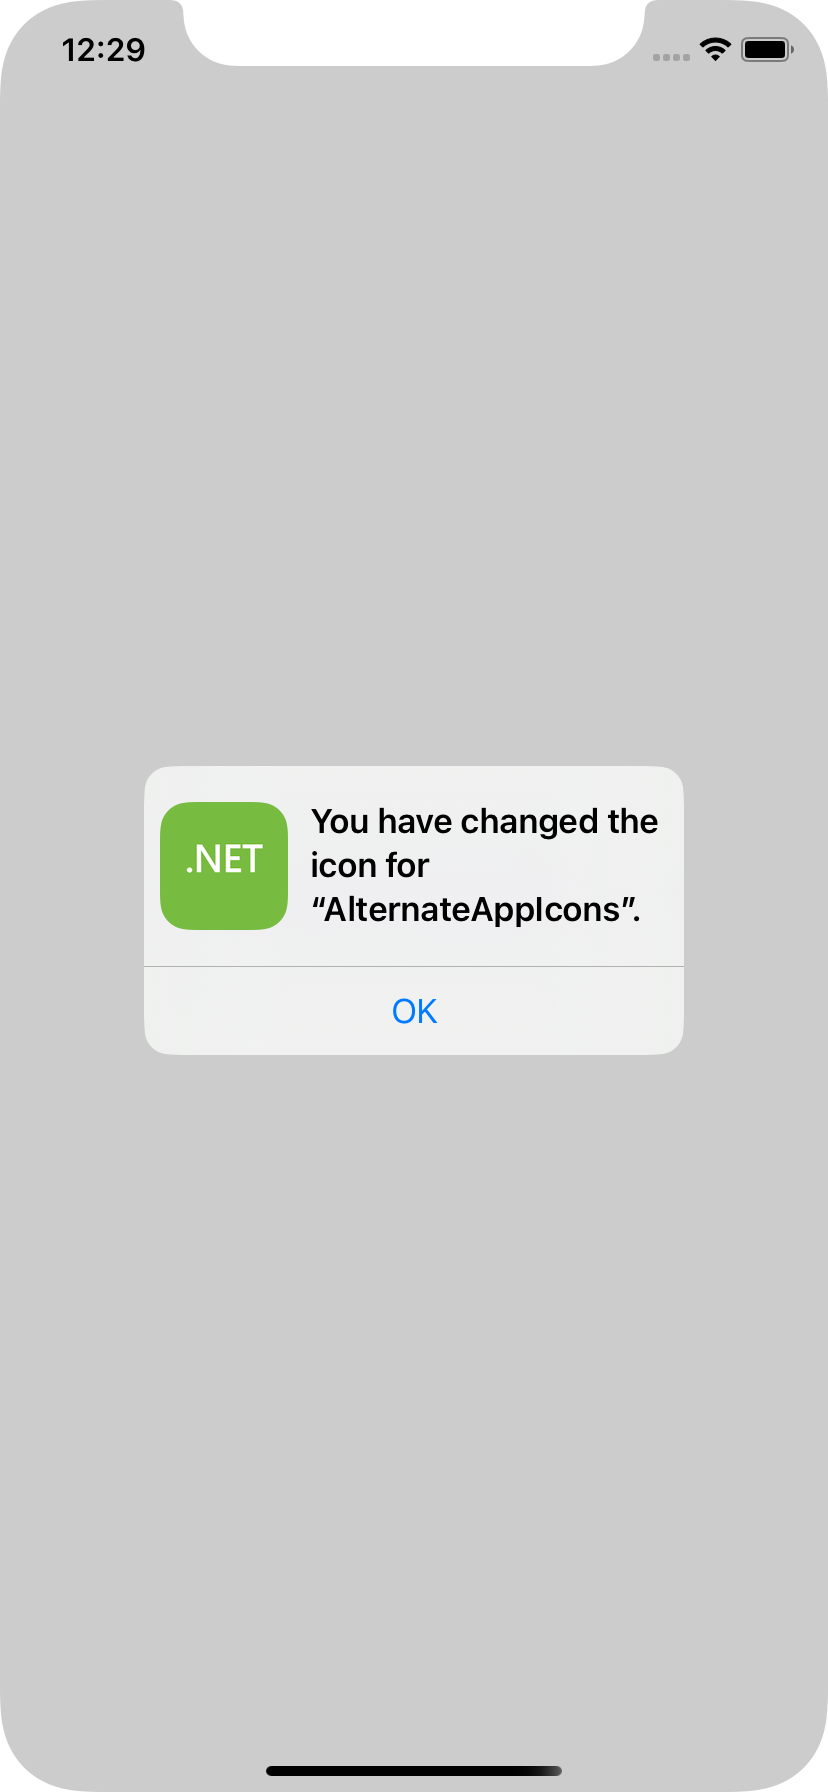 12:29
.NET
You have changed the
icon for
“AlternateAppIcons”.
OK